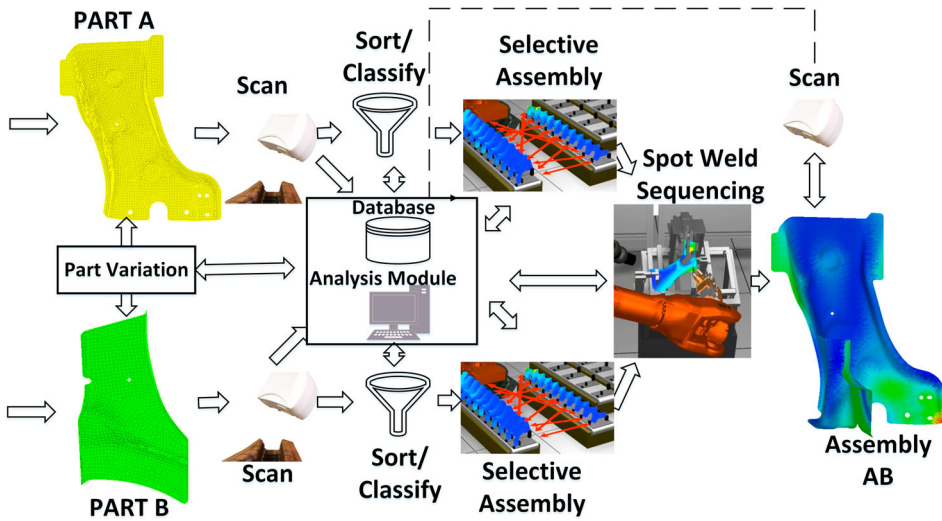 PART A
Sort/
Classify
Selective
Assembly
Scan
Scan
Spot Weld
Sequencing
Database
Part Variation
Analysis Module
Scan
Sort/
Classify
Selective
Assembly
Assembly
AB
PART B